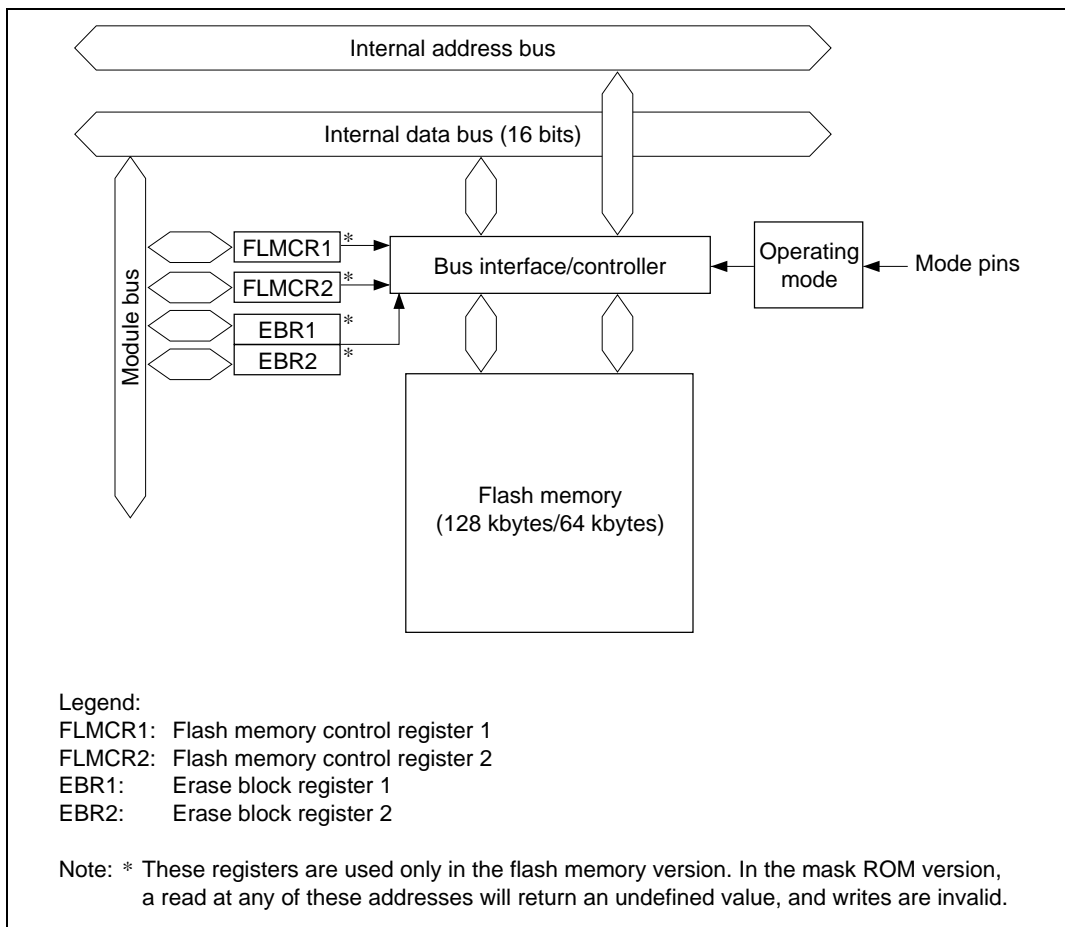 Internal address bus
Internal data bus (16 bits)
Module bus
FLMCR1 *
FLMCR2 *
EBR1 *
EBR2 *
Bus interface/controller
Operating
mode
Mode pins
Flash memory
(128 kbytes/64 kbytes)
Legend:
FLMCR1: Flash memory control register 1
FLMCR2: Flash memory control register 2
EBR1: Erase block register 1
EBR2: Erase block register 2
Note: * These registers are used only in the flash memory version. In the mask ROM version,
a read at any of these addresses will return an undefined value, and writes are invalid.